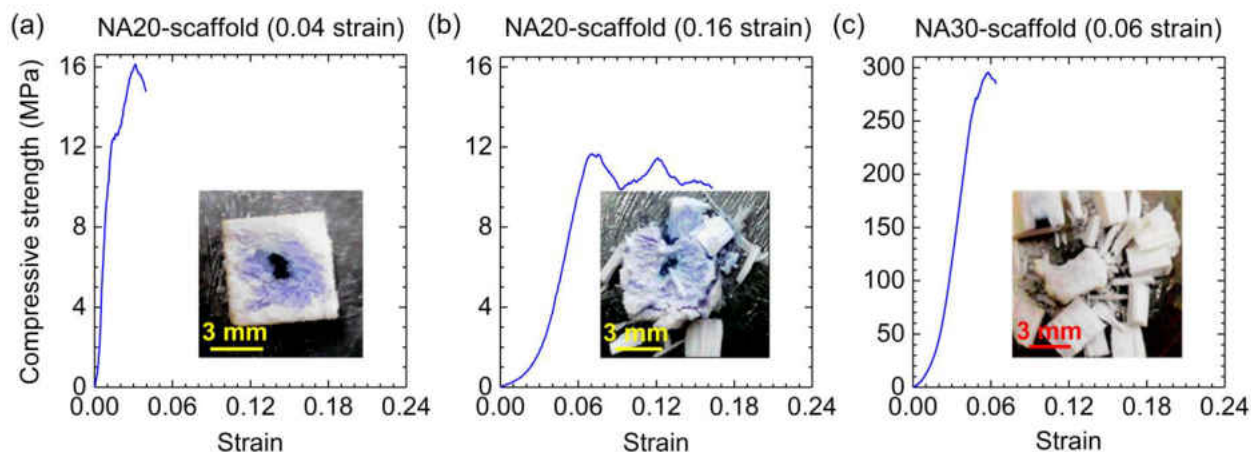 (a) NA20-scaffold (0.04 strain)
(b) NA20-scaffold (0.16 strain)
(c) NA30-scaffold (0.06 strain)
Compressive strength (MPa)
16
12
8
4
0
3 mm
0.00 0.06 0.12 0.18 0.24
Strain
16
12
8
4
0
3 mm
0.00 0.06 0.12 0.18 0.24
Strain
300
250
200
150
100
50
0
3 mm
0.00 0.06 0.12 0.18 0.24
Strain